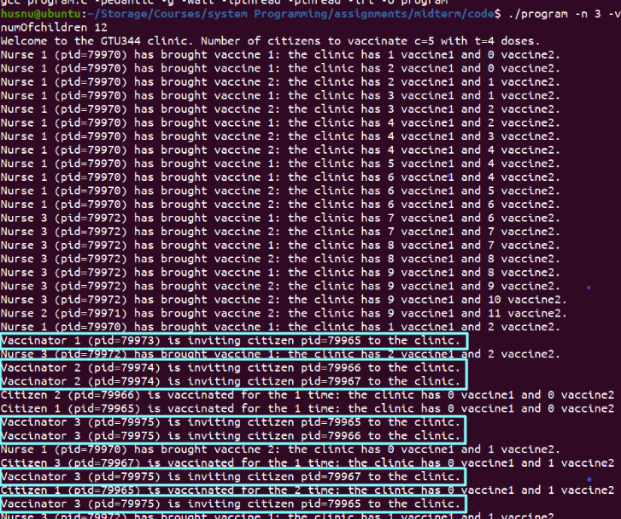 gcc program.c -pedantic -g -Wall -lpthread -pthread -lrt -o program
husnu@ubuntu:~/Storage/Courses/system Programming/assignments/midterm/code$ ./program -n 3 -v
numOfchildren 12
Welcome to the GTU344 clinic. Number of citizens to vaccinate c=5 with t=4 doses.
Nurse 1 (pid=79970) has brought vaccine 1: the clinic has 1 vaccine1 and 0 vaccine2.
Nurse 1 (pid=79970) has brought vaccine 1: the clinic has 2 vaccine1 and 0 vaccine2.
Nurse 1 (pid=79970) has brought vaccine 2: the clinic has 2 vaccine1 and 1 vaccine2.
Nurse 1 (pid=79970) has brought vaccine 1: the clinic has 3 vaccine1 and 1 vaccine2.
Nurse 1 (pid=79970) has brought vaccine 2: the clinic has 3 vaccine1 and 2 vaccine2.
Nurse 1 (pid=79970) has brought vaccine 1: the clinic has 4 vaccine1 and 2 vaccine2.
Nurse 1 (pid=79970) has brought vaccine 2: the clinic has 4 vaccine1 and 3 vaccine2.
Nurse 1 (pid=79970) has brought vaccine 2: the clinic has 4 vaccine1 and 4 vaccine2.
Nurse 1 (pid=79970) has brought vaccine 1: the clinic has 5 vaccine1 and 4 vaccine2.
Nurse 1 (pid=79970) has brought vaccine 1: the clinic has 6 vaccine1 and 4 vaccine2.
Nurse 1 (pid=79970) has brought vaccine 2: the clinic has 6 vaccine1 and 5 vaccine2.
Nurse 1 (pid=79970) has brought vaccine 2: the clinic has 6 vaccine1 and 6 vaccine2.
Nurse 3 (pid=79972) has brought vaccine 1: the clinic has 7 vaccine1 and 6 vaccine2.
Nurse 3 (pid=79972) has brought vaccine 2: the clinic has 7 vaccine1 and 7 vaccine2.
Nurse 3 (pid=79972) has brought vaccine 1: the clinic has 8 vaccine1 and 7 vaccine2.
Nurse 3 (pid=79972) has brought vaccine 2: the clinic has 8 vaccine1 and 8 vaccine2.
Nurse 3 (pid=79972) has brought vaccine 1: the clinic has 9 vaccine1 and 8 vaccine2.
Nurse 3 (pid=79972) has brought vaccine 2: the clinic has 9 vaccine1 and 9 vaccine2.
Nurse 3 (pid=79972) has brought vaccine 2: the clinic has 9 vaccine1 and 10 vaccine2.
Nurse 2 (pid=79971) has brought vaccine 2: the clinic has 9 vaccine1 and 11 vaccine2.
Nurse 1 (pid=79970) has brought vaccine 1: the clinic has 1 vaccine1 and 2 vaccine2.
Vaccinator 1 (pid=79973) is inviting citizen pid=79965 to the clinic.
Nurse 3 (pid=79972) has brought vaccine 1: the clinic has 2 vaccine1 and 2 vaccine2.
Vaccinator 2 (pid=79974) is inviting citizen pid=79966 to the clinic.
Vaccinator 2 (pid=79974) is inviting citizen pid=79967 to the clinic.
Citizen 2 (pid=79966) is vaccinated for the 1 time: the clinic has 0 vaccine1 and 0 vaccine2
Citizen 1 (pid=79965) is vaccinated for the 1 time: the clinic has 0 vaccine1 and 0 vaccine2
Vaccinator 3 (pid=79975) is inviting citizen pid=79965 to the clinic.
Vaccinator 3 (pid=79975) is inviting citizen pid=79966 to the clinic.
Nurse 1 (pid=79970) has brought vaccine 2: the clinic has 0 vaccine1 and 1 vaccine2.
Citizen 3 (pid=79967) is vaccinated for the 1 time: the clinic has 0 vaccine1 and 1 vaccine2
Vaccinator 3 (pid=79975) is inviting citizen pid=79967 to the clinic.
Citizen 1 (pid=79965) is vaccinated for the 2 time: the clinic has 0 vaccine1 and 1 vaccine2
Vaccinator 3 (pid=79975) is inviting citizen pid=79965 to the clinic.
Nurse 3 (pid=79972) has brought vaccine 1: the clinic has 1 vaccine1 and 1 vaccine2.